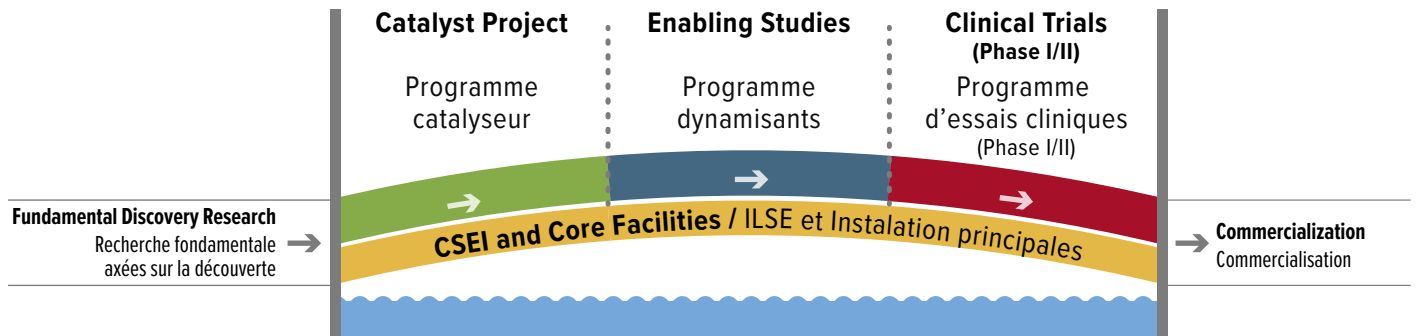 Catalyst Project
Programme
catalyseur
Enabling Studies
Programme
dynamisants
Clinical Trials
(Phase I/II)
Programme
d’essais cliniques
(Phase I/II)
Fundamental Discovery Research
Recherche fondamentale
axées sur la découverte
CSEI and Core Facilities / ILSE et Instalation principales
Commercialization
Commercialisation